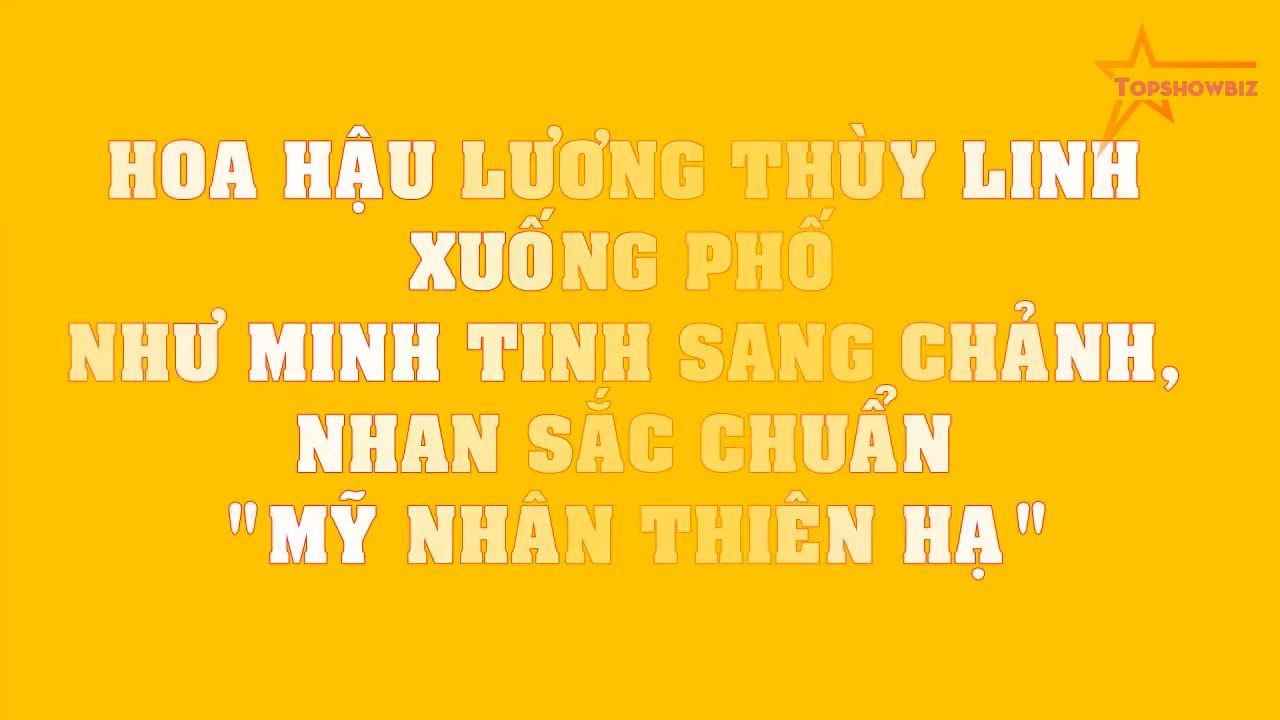 TOPSHOWBIZ
HOA HẬU LƯƠNG THÙY LINH
XUỐNG PHỐ
NHƯ MINH TINH SANG CHẢNH,
NHAN SẮC CHUẨN
"MỸ NHÂN THIÊN HẠ"